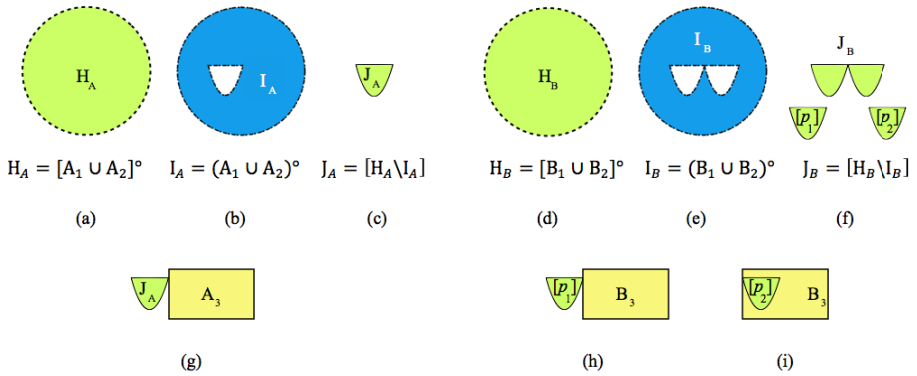 H_A
I_A
J_A
H_B
I_B
J_B
[p_1]
[p_2]
H_A = [A_1 ∪ A_2]°
I_A = (A_1 ∪ A_2)°
J_A = [H_A\I_A]
H_B = [B_1 ∪ B_2]°
I_B = (B_1 ∪ B_2)°
J_B = [H_B\I_B]
(a)
(b)
(c)
(d)
(e)
(f)
J_A
A_3
[p_1]
B_3
[p_2]
B_3
(g)
(h)
(i)